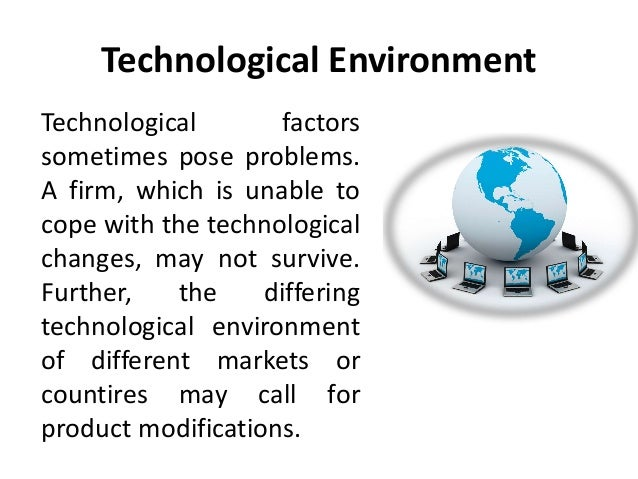 Technological Environment
Technological factors
sometimes pose problems.
A firm, which is unable to
cope with the technological
changes, may not survive.
Further, the differing
technological environment
of different markets or
countires may call for
product modifications.